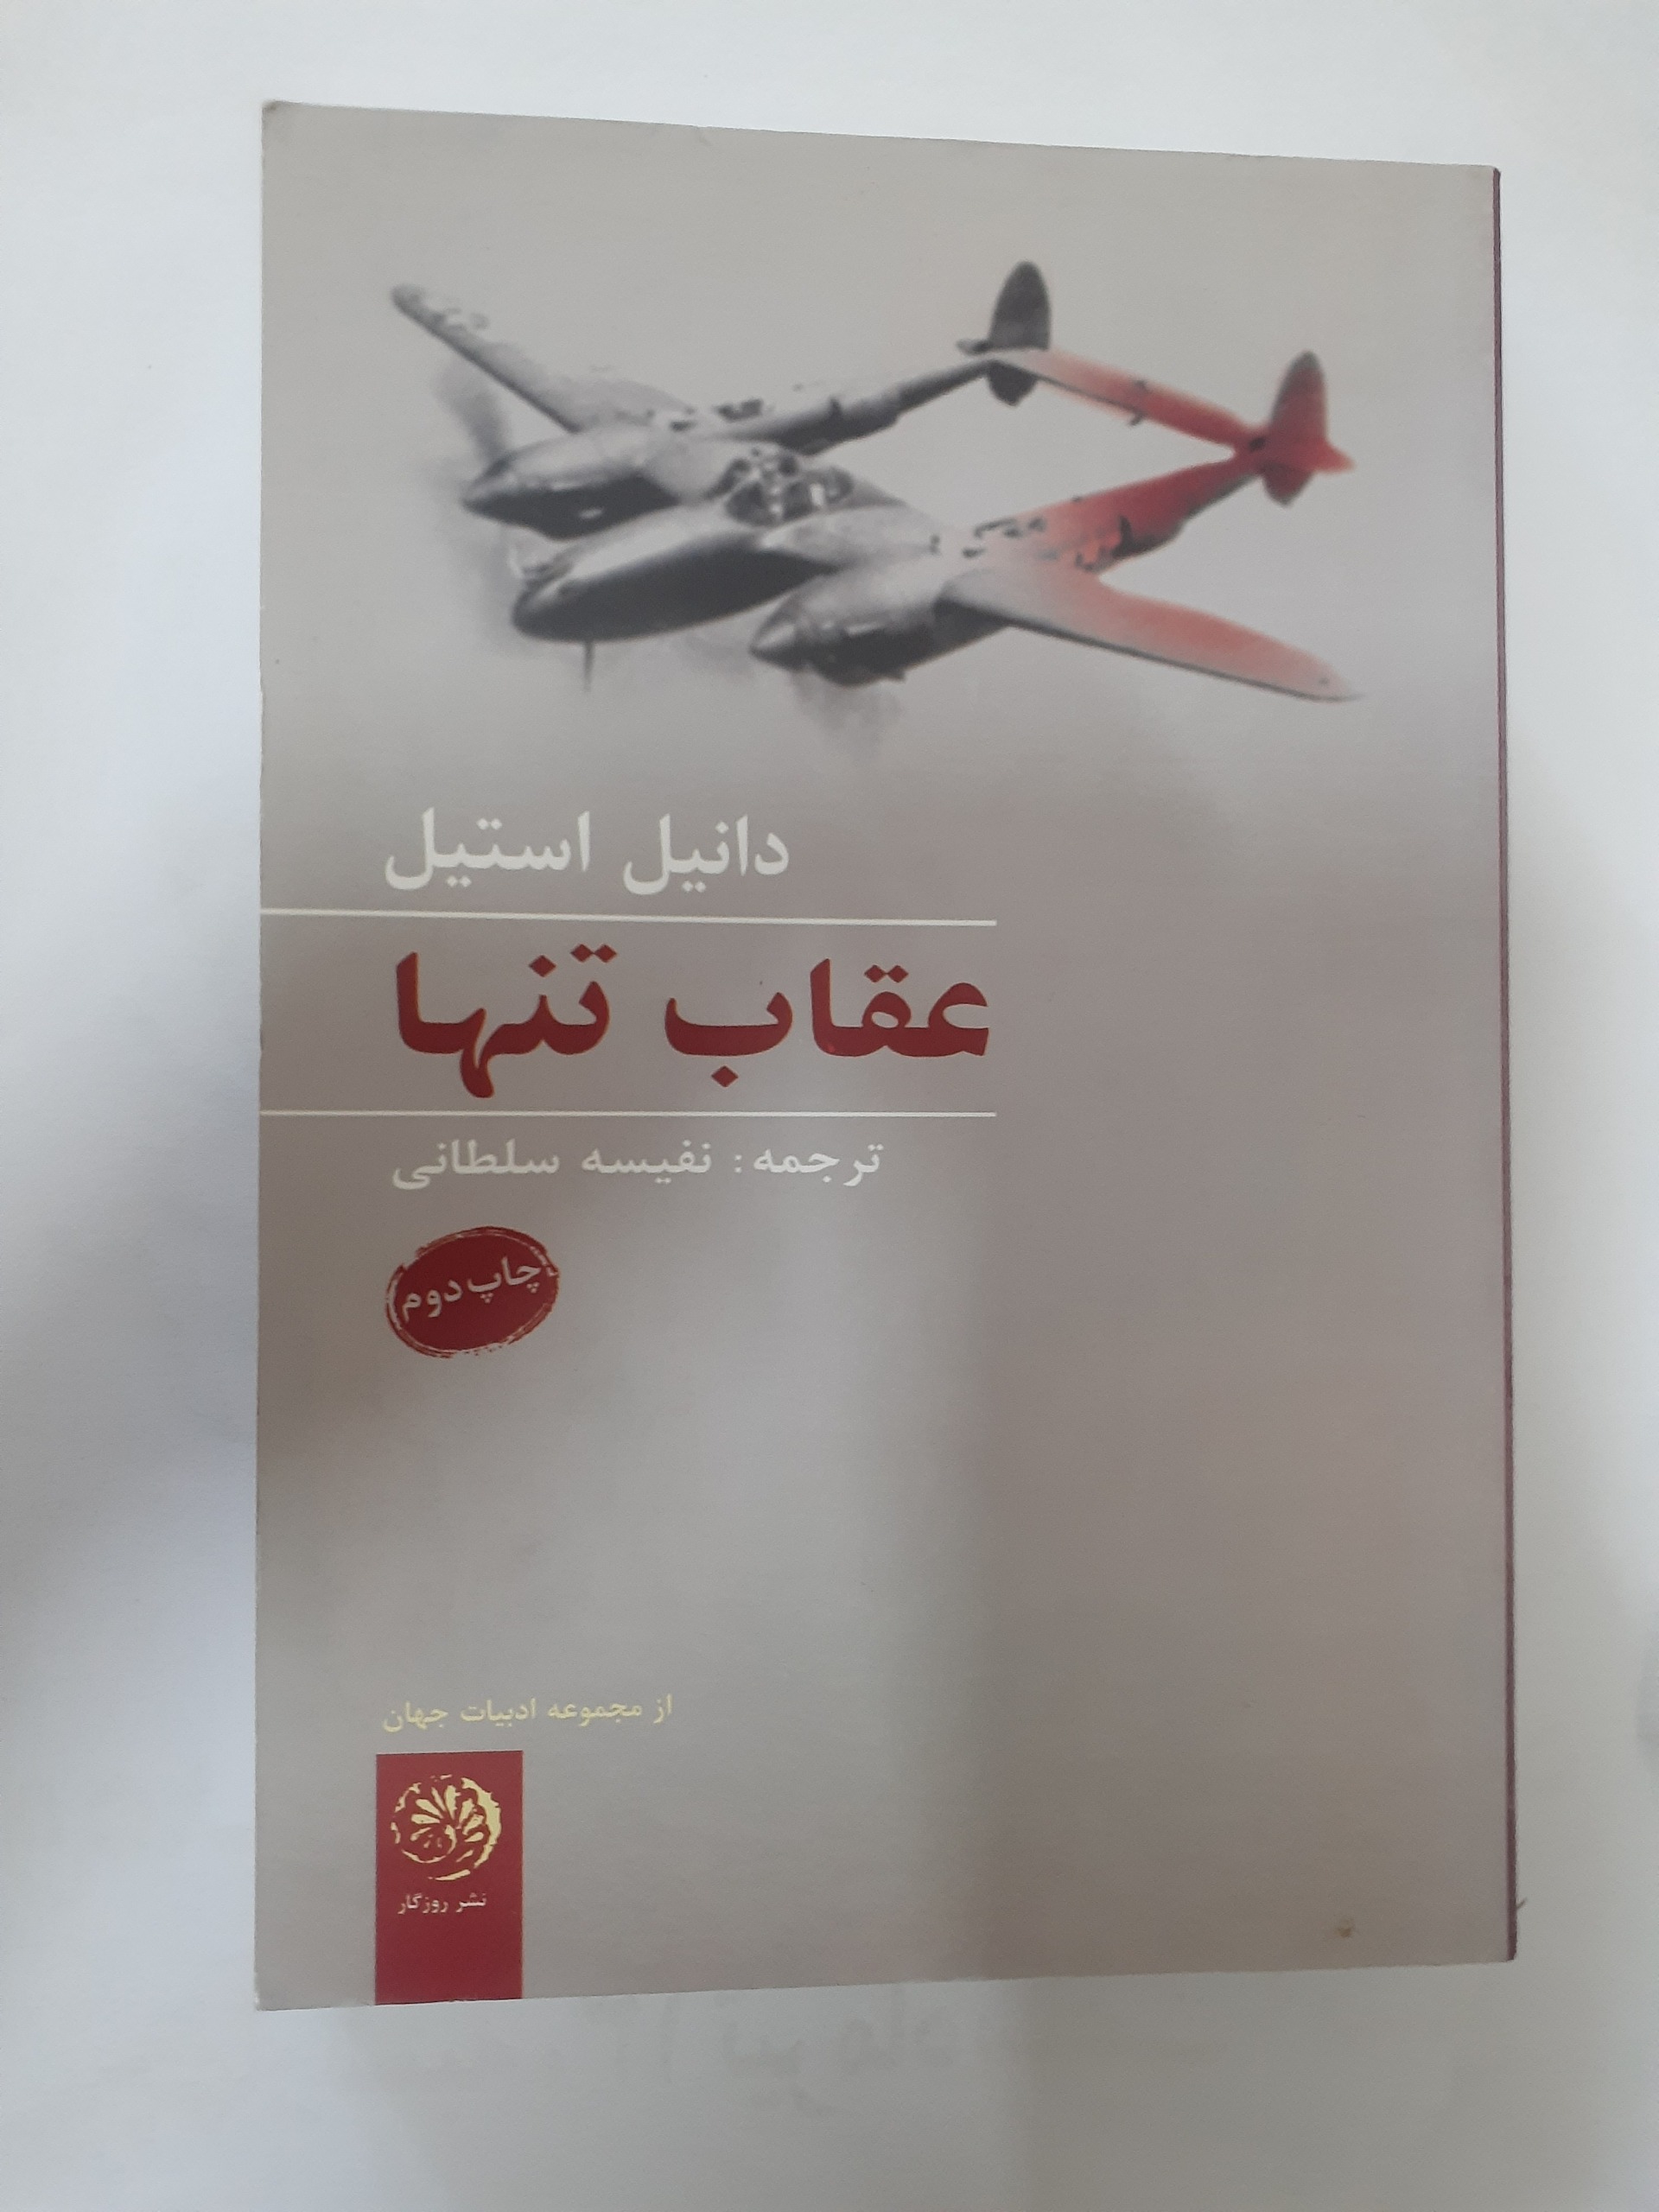 دانیل استیل
عقاب تنها
ترجمه: نفیسه سلطانی
چاپ دوم
از مجموعه ادبیات جهان
نشر روزگار